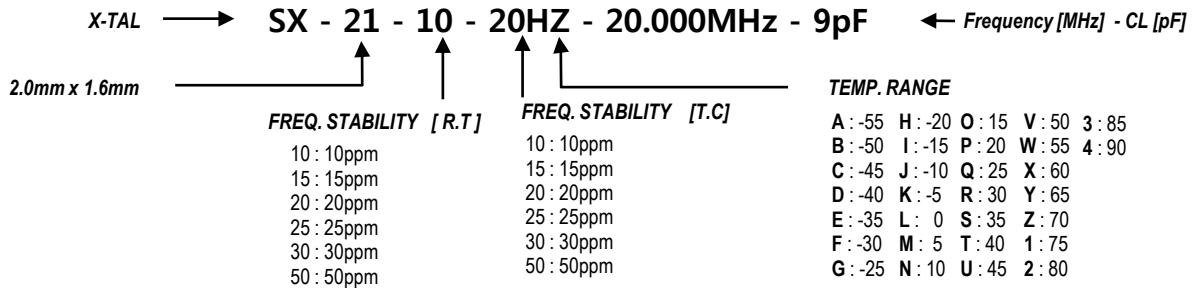 X-TAL SX - 21 - 10 - 20HZ - 20.000MHz - 9pF Frequency [MHz] - CL [pF]
2.0mm x 1.6mm
FREQ. STABILITY [ R.T ]
10 : 10ppm
15 : 15ppm
20 : 20ppm
25 : 25ppm
30 : 30ppm
50 : 50ppm
FREQ. STABILITY [T.C]
10 : 10ppm
15 : 15ppm
20 : 20ppm
25 : 25ppm
30 : 30ppm
50 : 50ppm
TEMP. RANGE
A : -55 H : -20 O : 15 V : 50 3 : 85
B : -50 I : -15 P : 20 W : 55 4 : 90
C : -45 J : -10 Q : 25 X : 60
D : -40 K : -5 R : 30 Y : 65
E : -35 L : 0 S : 35 Z : 70
F : -30 M : 5 T : 40 1 : 75
G : -25 N : 10 U : 45 2 : 80